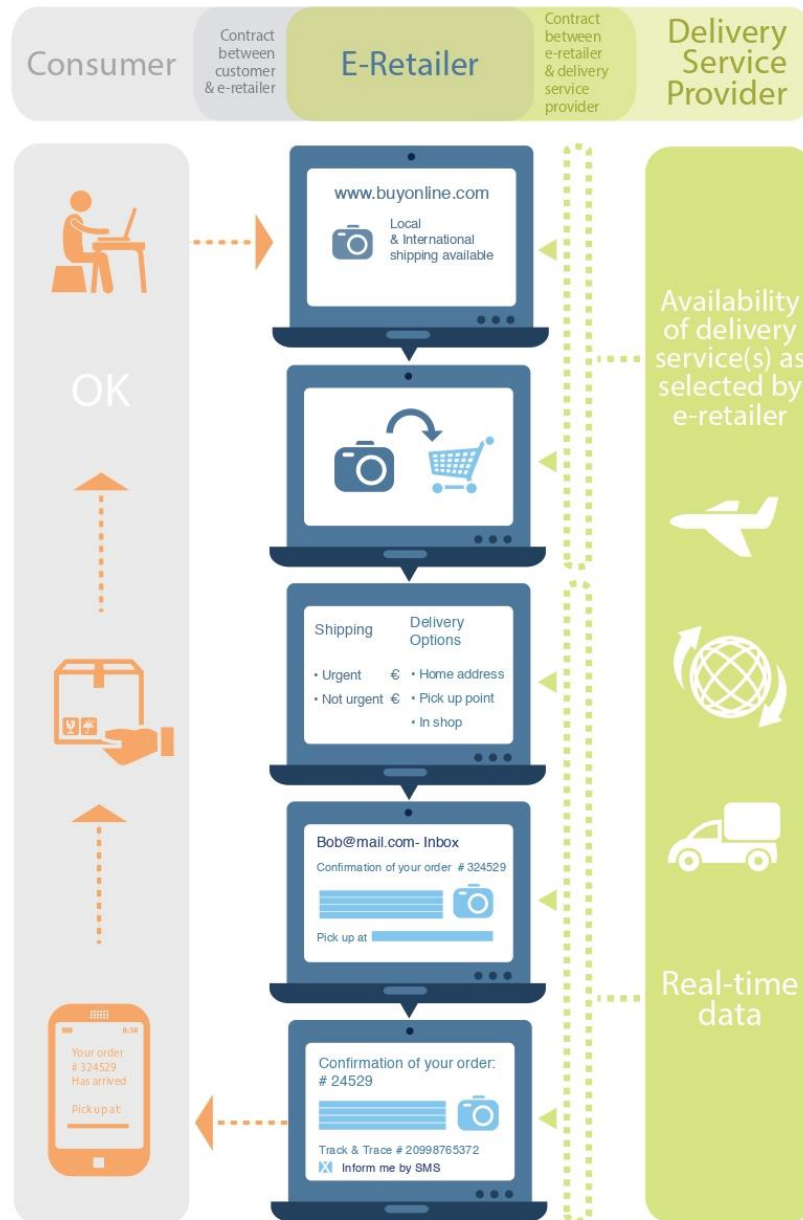 Consumer
Contract
between
customer
& e-retailer
E-Retailer
Contract
between
e-retailer
& delivery
service
provider
Delivery
Service
Provider
www.buyonline.com
Local
& International
shipping available
OK
Availability
of delivery
service(s) as
selected by
e-retailer
Shipping
• Urgent €
• Not urgent €
Delivery
Options
• Home address
• Pick up point
• In shop
Bob@mail.com- Inbox
Confirmation of your order # 324529
Pick up at
Real-time
data
8:38
Your order
# 324529
Has arrived
Pick up at:
Confirmation of your order:
# 24529
Track & Trace # 20998765372
X Inform me by SMS